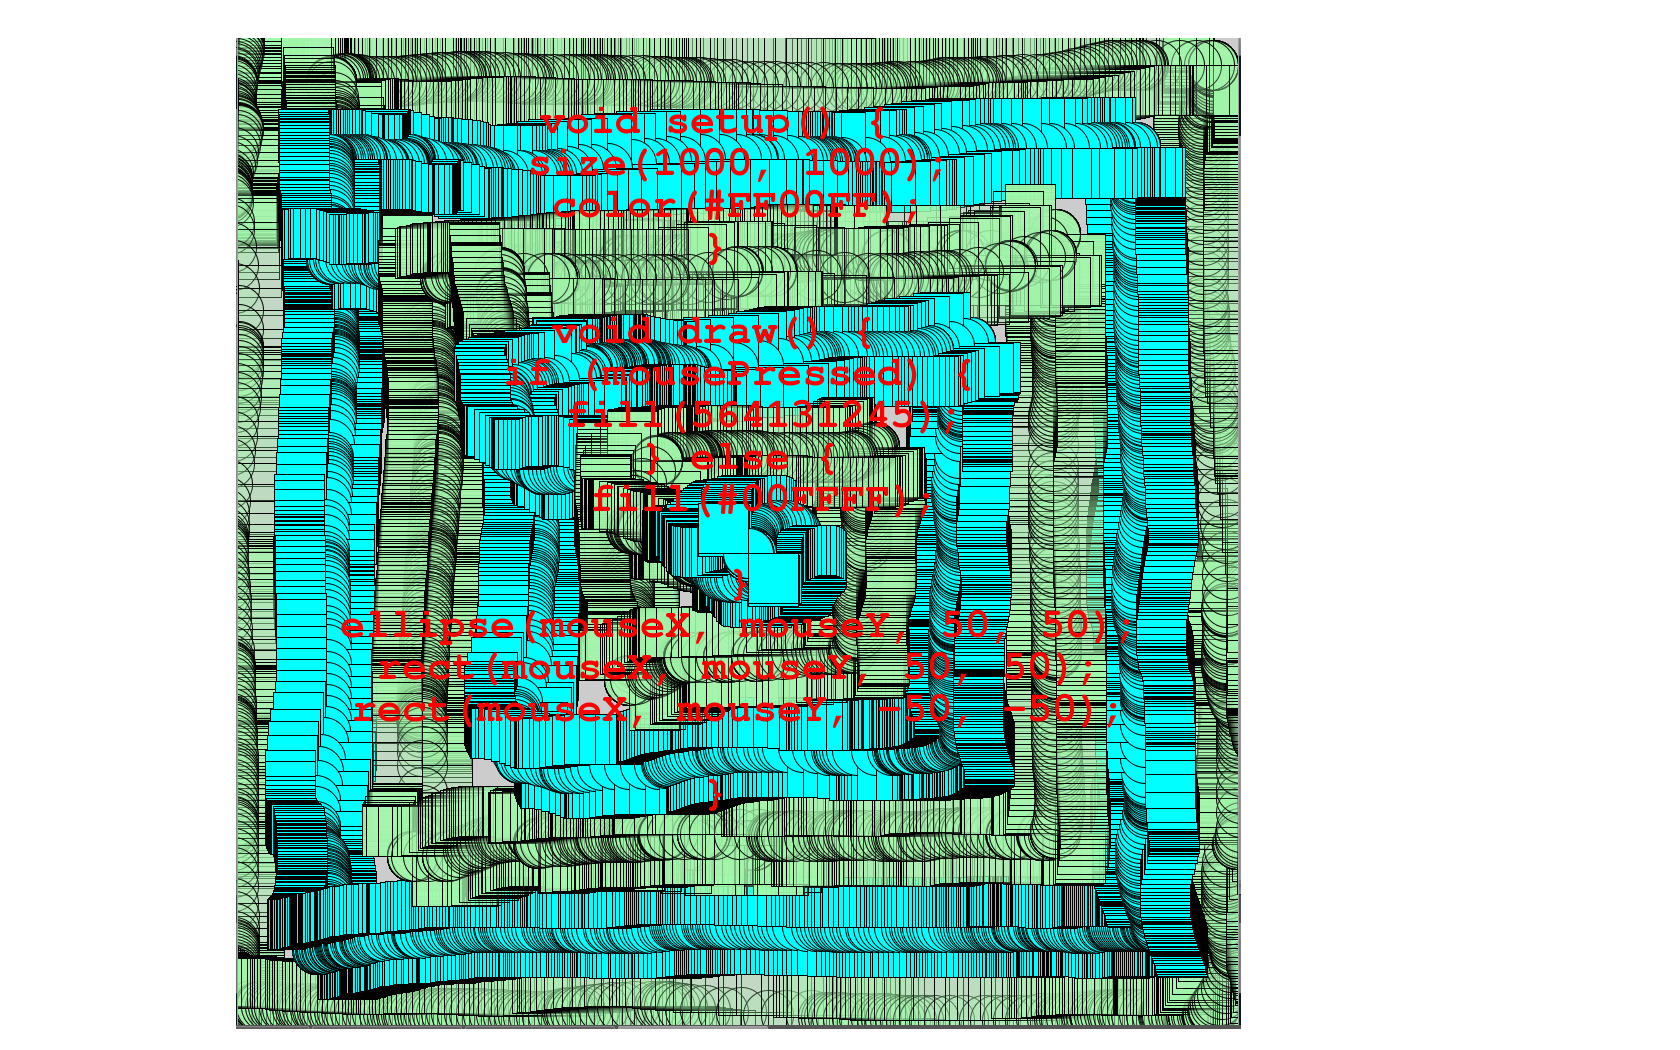 void setup() {
size(1000, 1000);
color(#FF00FF);
}
void draw() {
if (mousePressed) {
fill(564131245);
} else {
fill(#00FFFF);
}
ellipse(mouseX, mouseY, 50, 50);
rect(mouseX, mouseY, 50, 50);
rect(mouseX, mouseY, -50, -50);
}